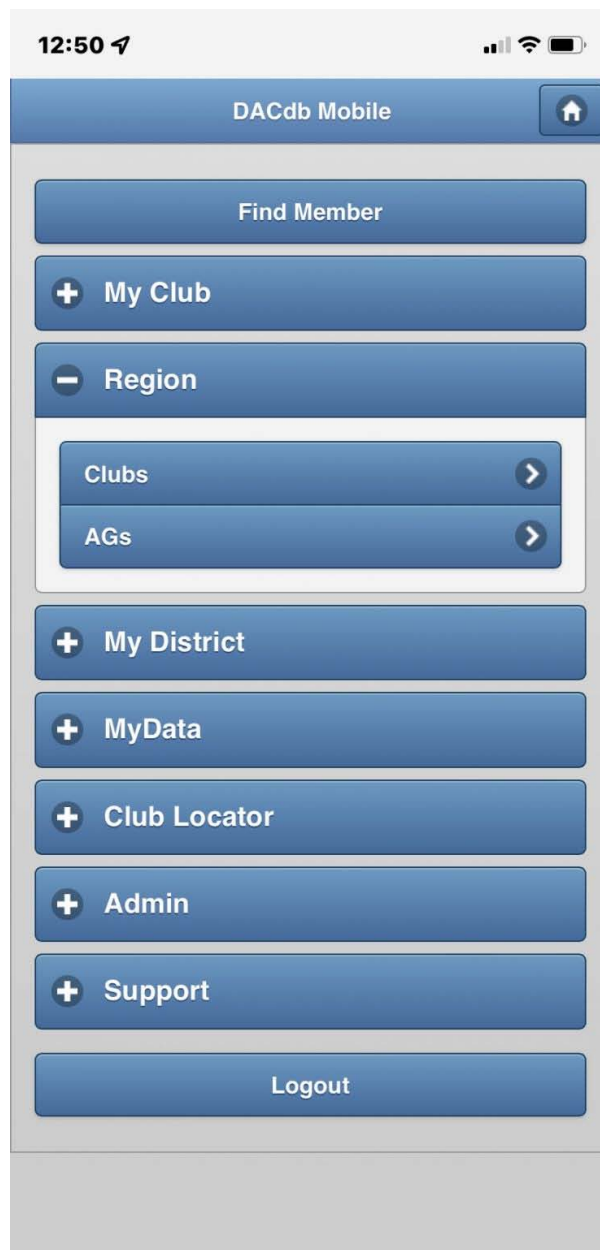 12:50
DACdb Mobile
Find Member
My Club
Region
Clubs
AGs
My District
MyData
Club Locator
Admin
Support
Logout